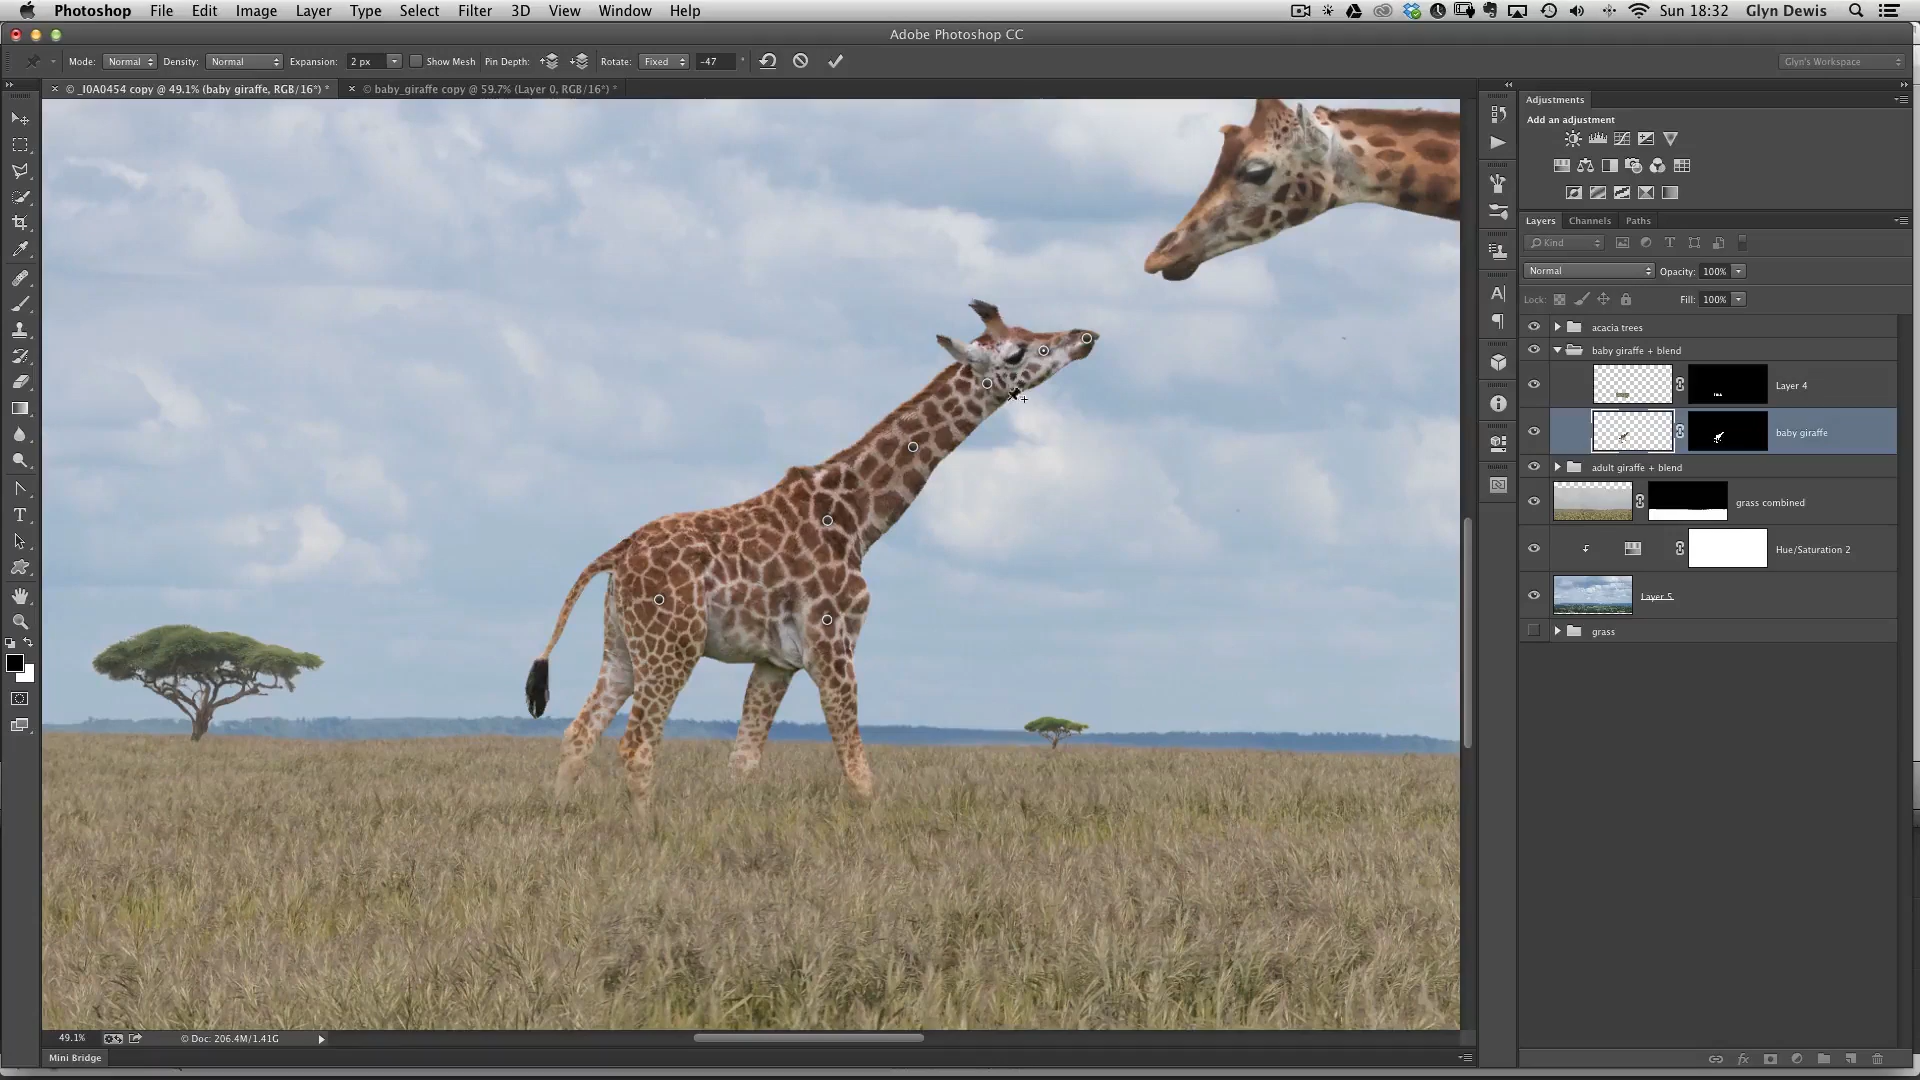 Photoshop File Edit Image Layer Type Select Filter 3D View Window Help Sun 18:32 Glyn Dewis
Adobe Photoshop CC
Mode: Normal Density: Normal Expansion: 2 px Show Mesh Pin Depth: Rotate: Fixed -47 ° Glyn's Workspace
× © _I0A0454 copy @ 49.1% (baby giraffe, RGB/16*) * × © baby_giraffe copy @ 59.7% (Layer 0, RGB/16*) *
Adjustments
Add an adjustment
Layers Channels Paths
Kind
Normal Opacity: 100%
Lock: Fill: 100%
acacia trees
baby giraffe + blend
Layer 4
baby giraffe
adult giraffe + blend
grass combined
Hue/Saturation 2
Layer 5
grass
49.1% © Doc: 206.4M/1.41G
Mini Bridge